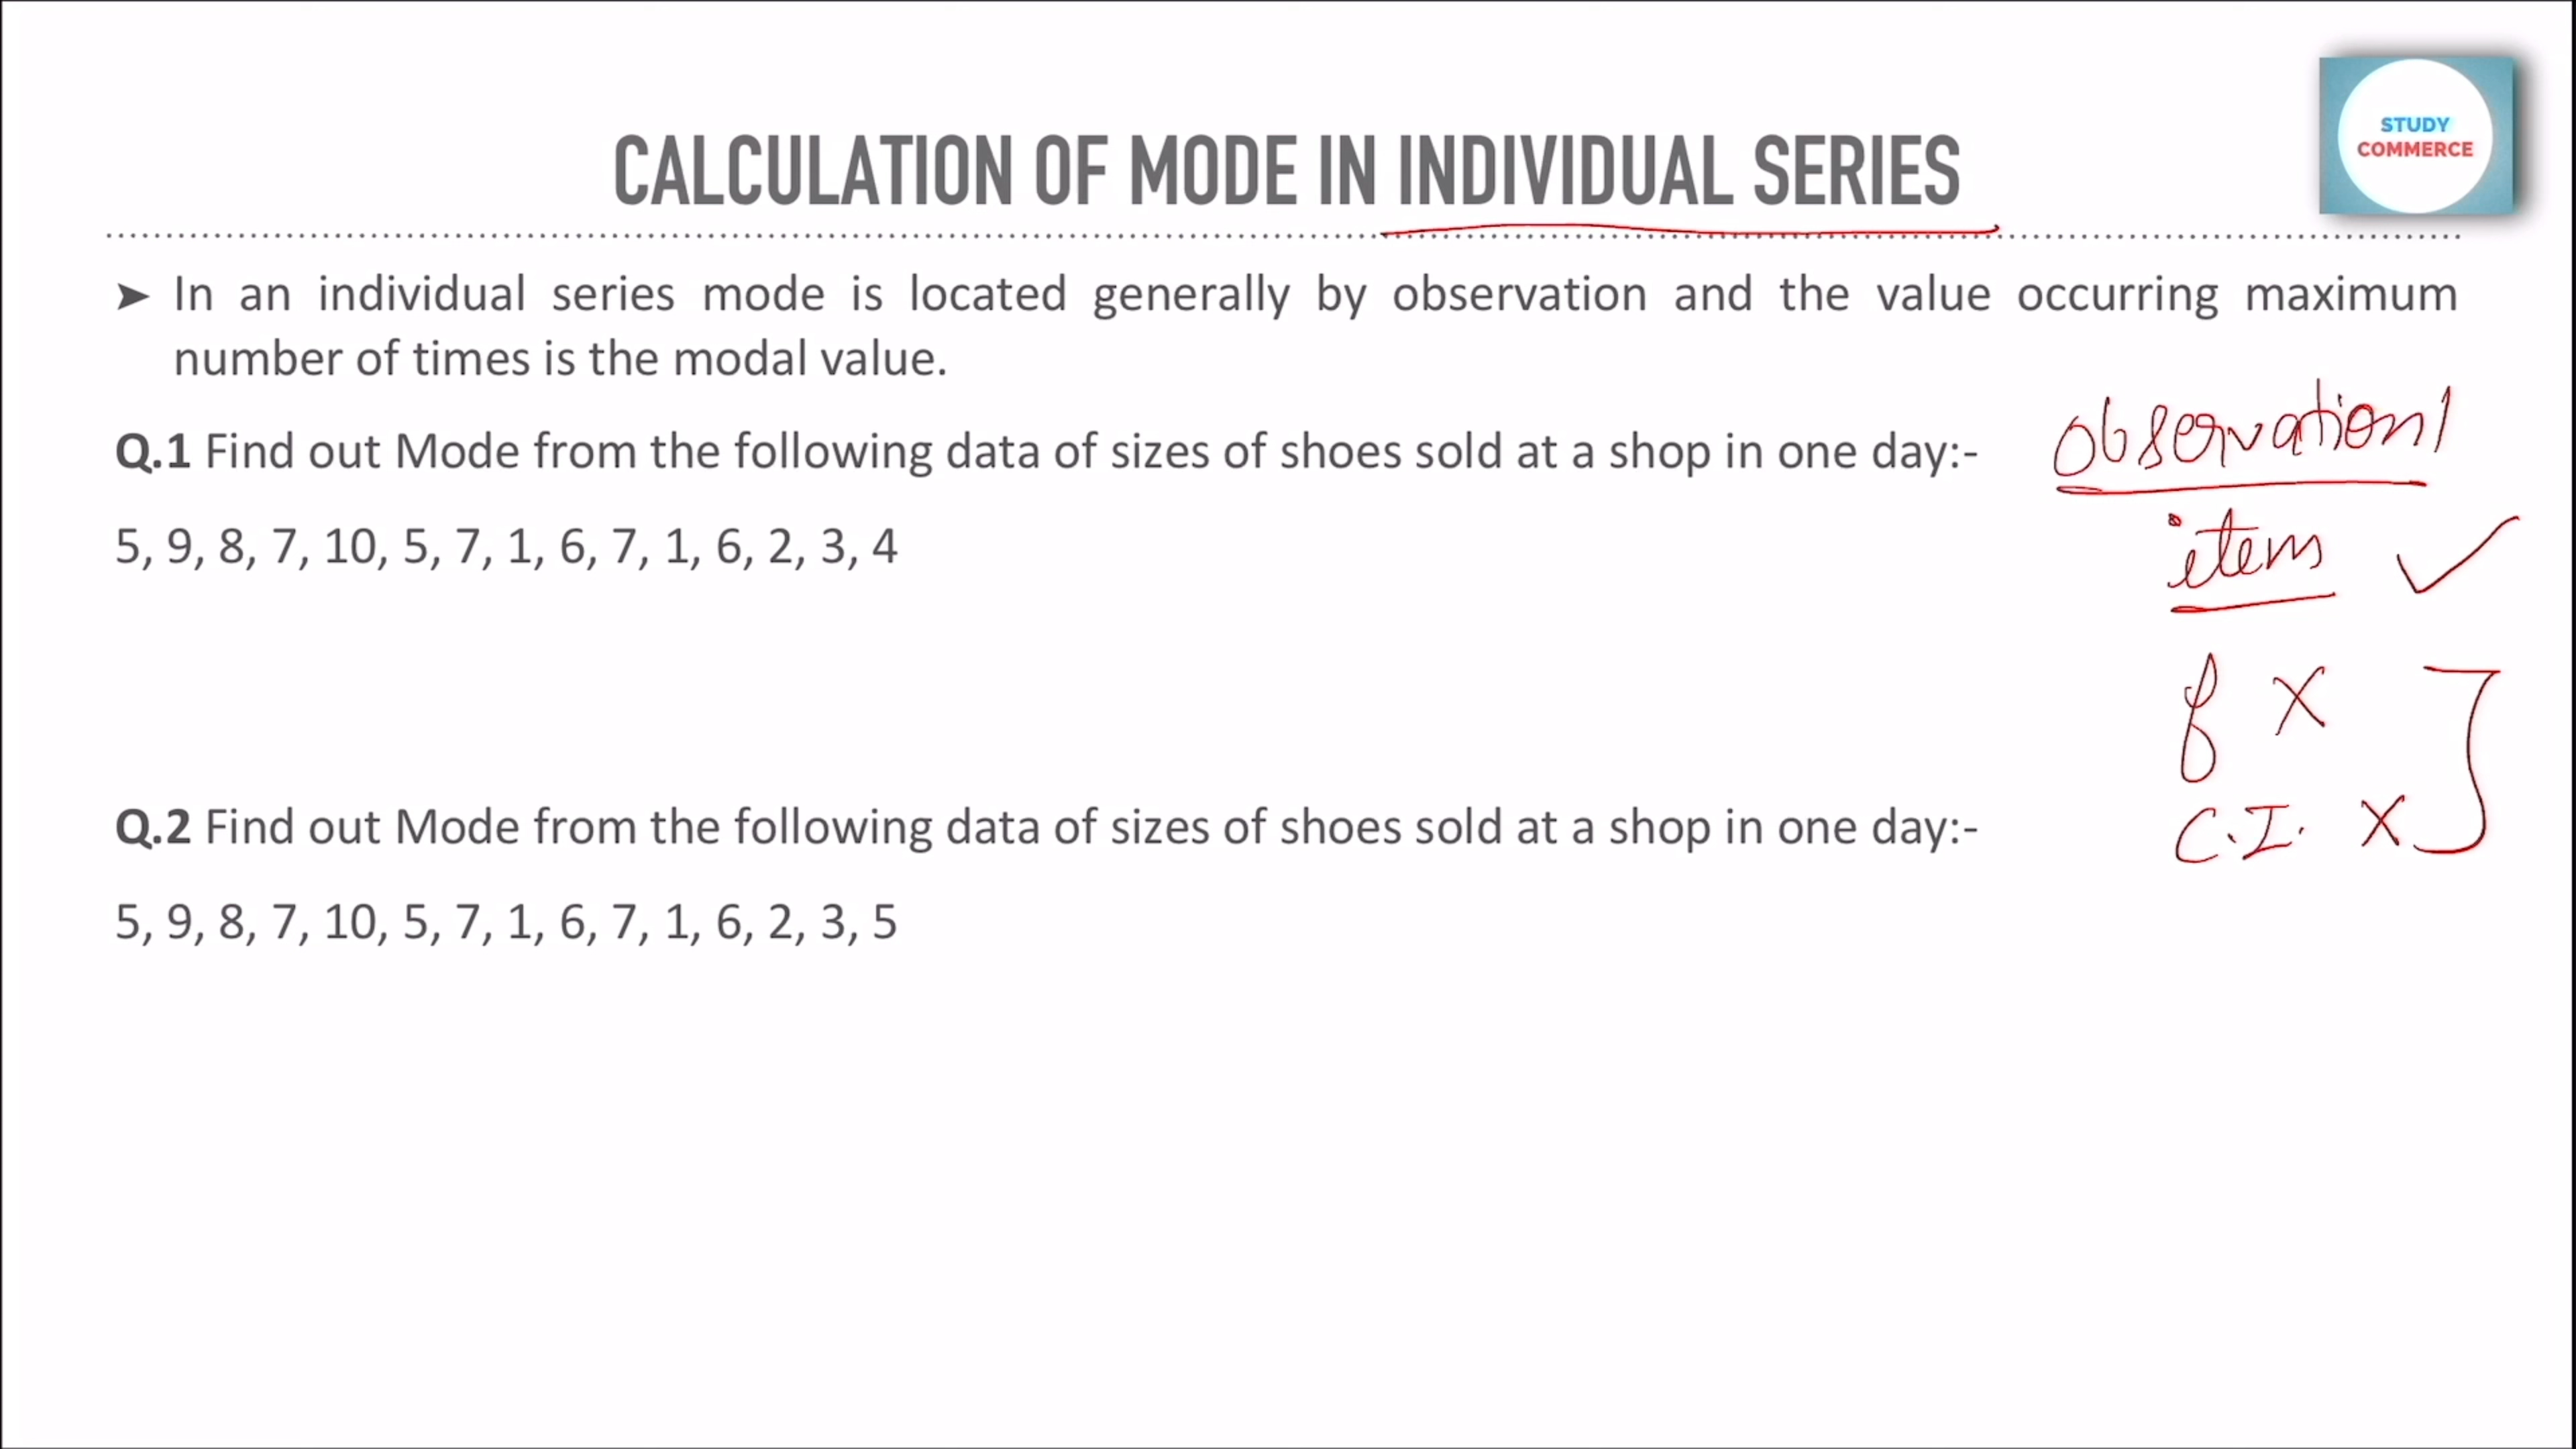 STUDY
COMMERCE
CALCULATION OF MODE IN INDIVIDUAL SERIES
➤ In an individual series mode is located generally by observation and the value occurring maximum
number of times is the modal value.
Q.1 Find out Mode from the following data of sizes of shoes sold at a shop in one day:-
observation/
5, 9, 8, 7, 10, 5, 7, 1, 6, 7, 1, 6, 2, 3, 4
item ✓
f X
Q.2 Find out Mode from the following data of sizes of shoes sold at a shop in one day:-
C.I. X
5, 9, 8, 7, 10, 5, 7, 1, 6, 7, 1, 6, 2, 3, 5